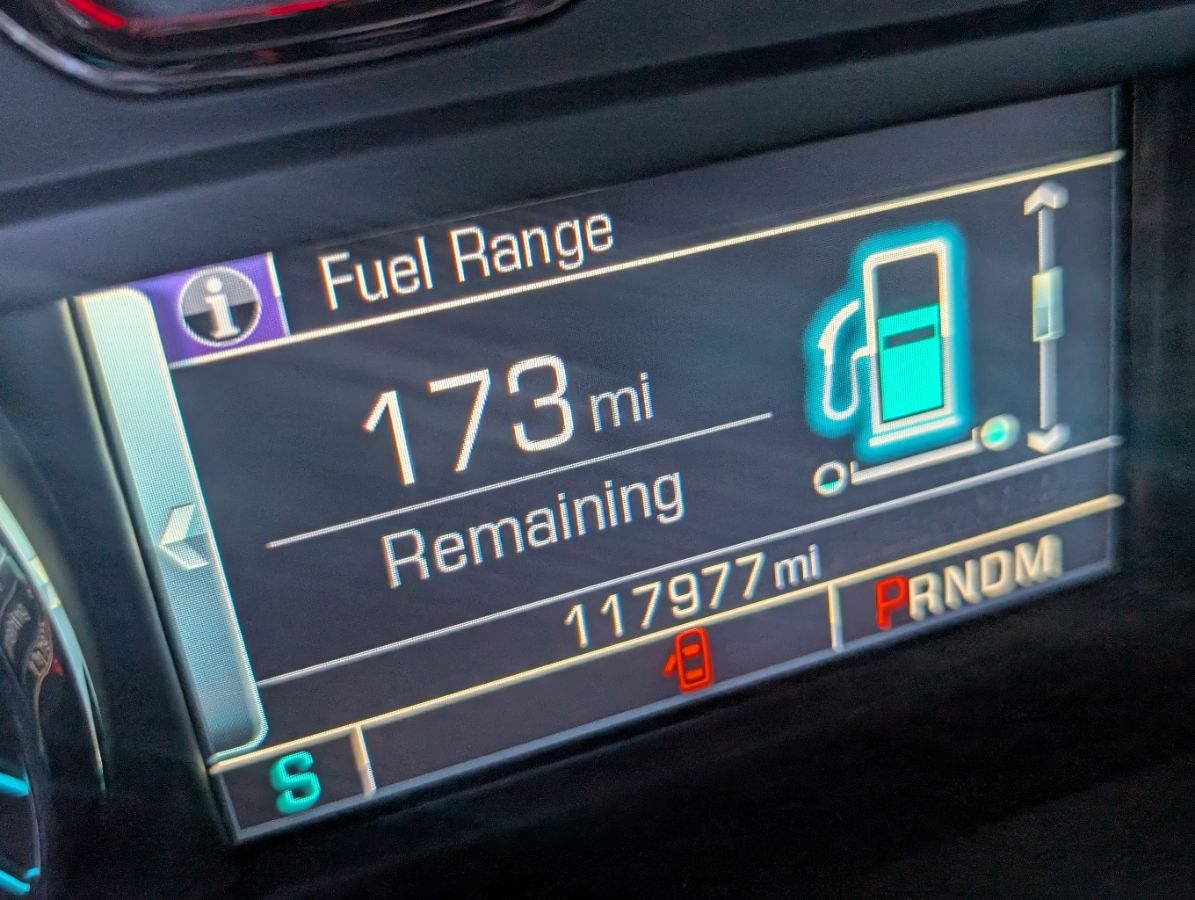 i Fuel Range
173 mi
Remaining
117977 mi
PRNDM
S